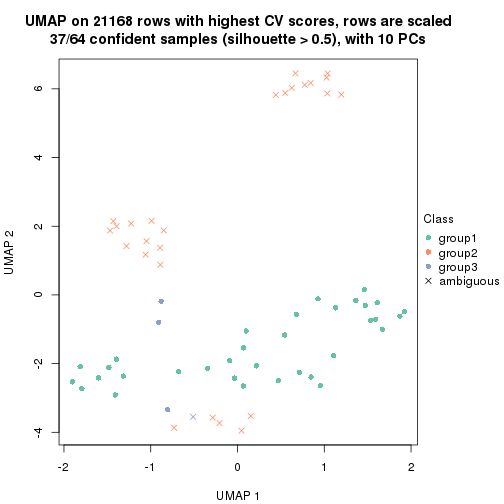 UMAP on 21168 rows with highest CV scores, rows are scaled
37/64 confident samples (silhouette > 0.5), with 10 PCs
6
4
2
0
-2
-4
UMAP 2
-2
-1
0
1
2
UMAP 1
Class
group1
group2
group3
ambiguous